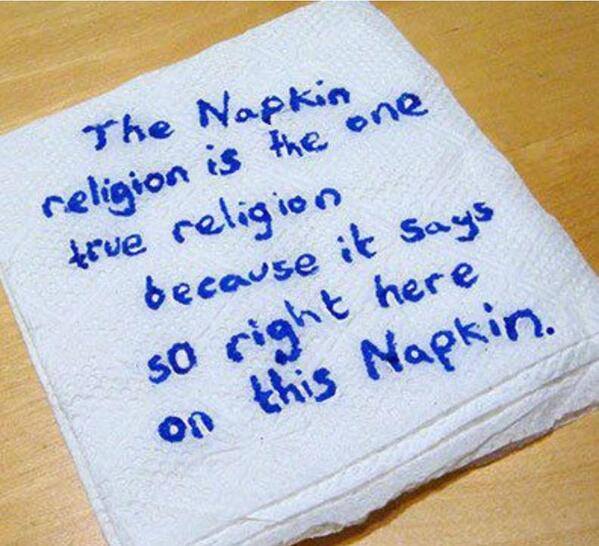 The Napkin
religion is the one
true religion
because it says
so right here
on this Napkin.